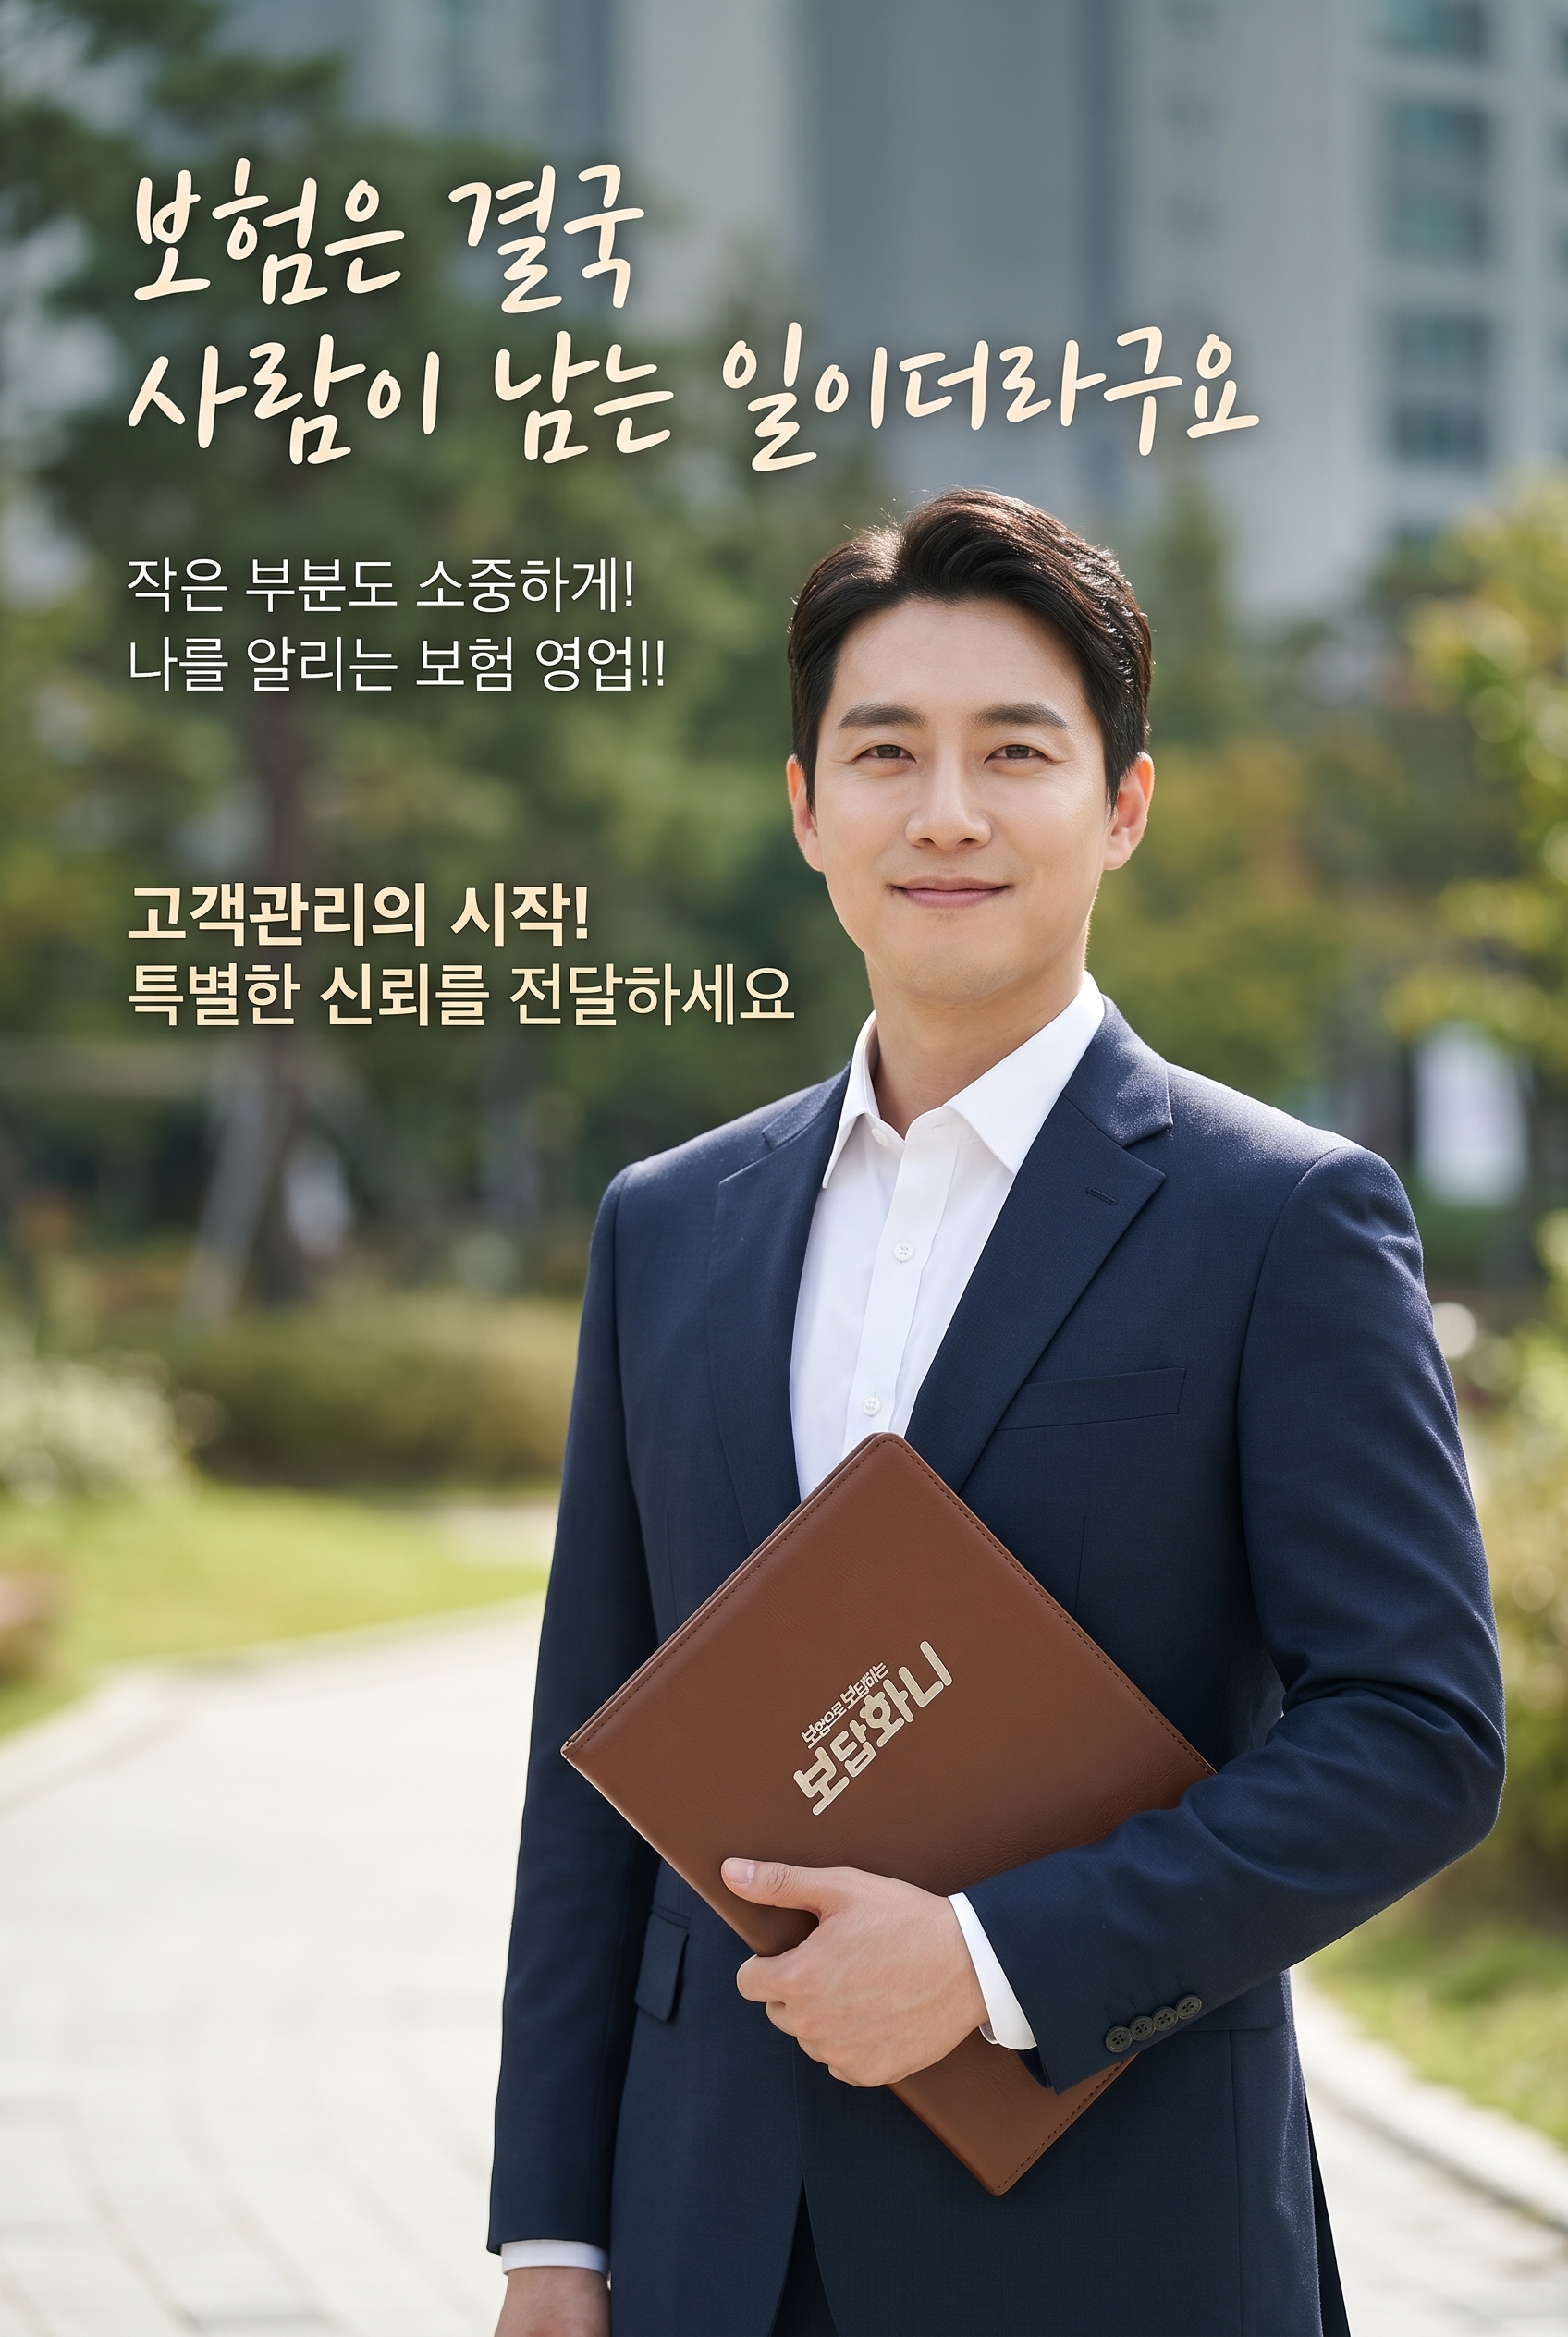 보험은 결국
사람이 남는 일이더라구요
작은 부분도 소중하게!
나를 알리는 보험 영업!!
고객관리의 시작!
특별한 신뢰를 전달하세요
보험으로 보답하는
보답화니